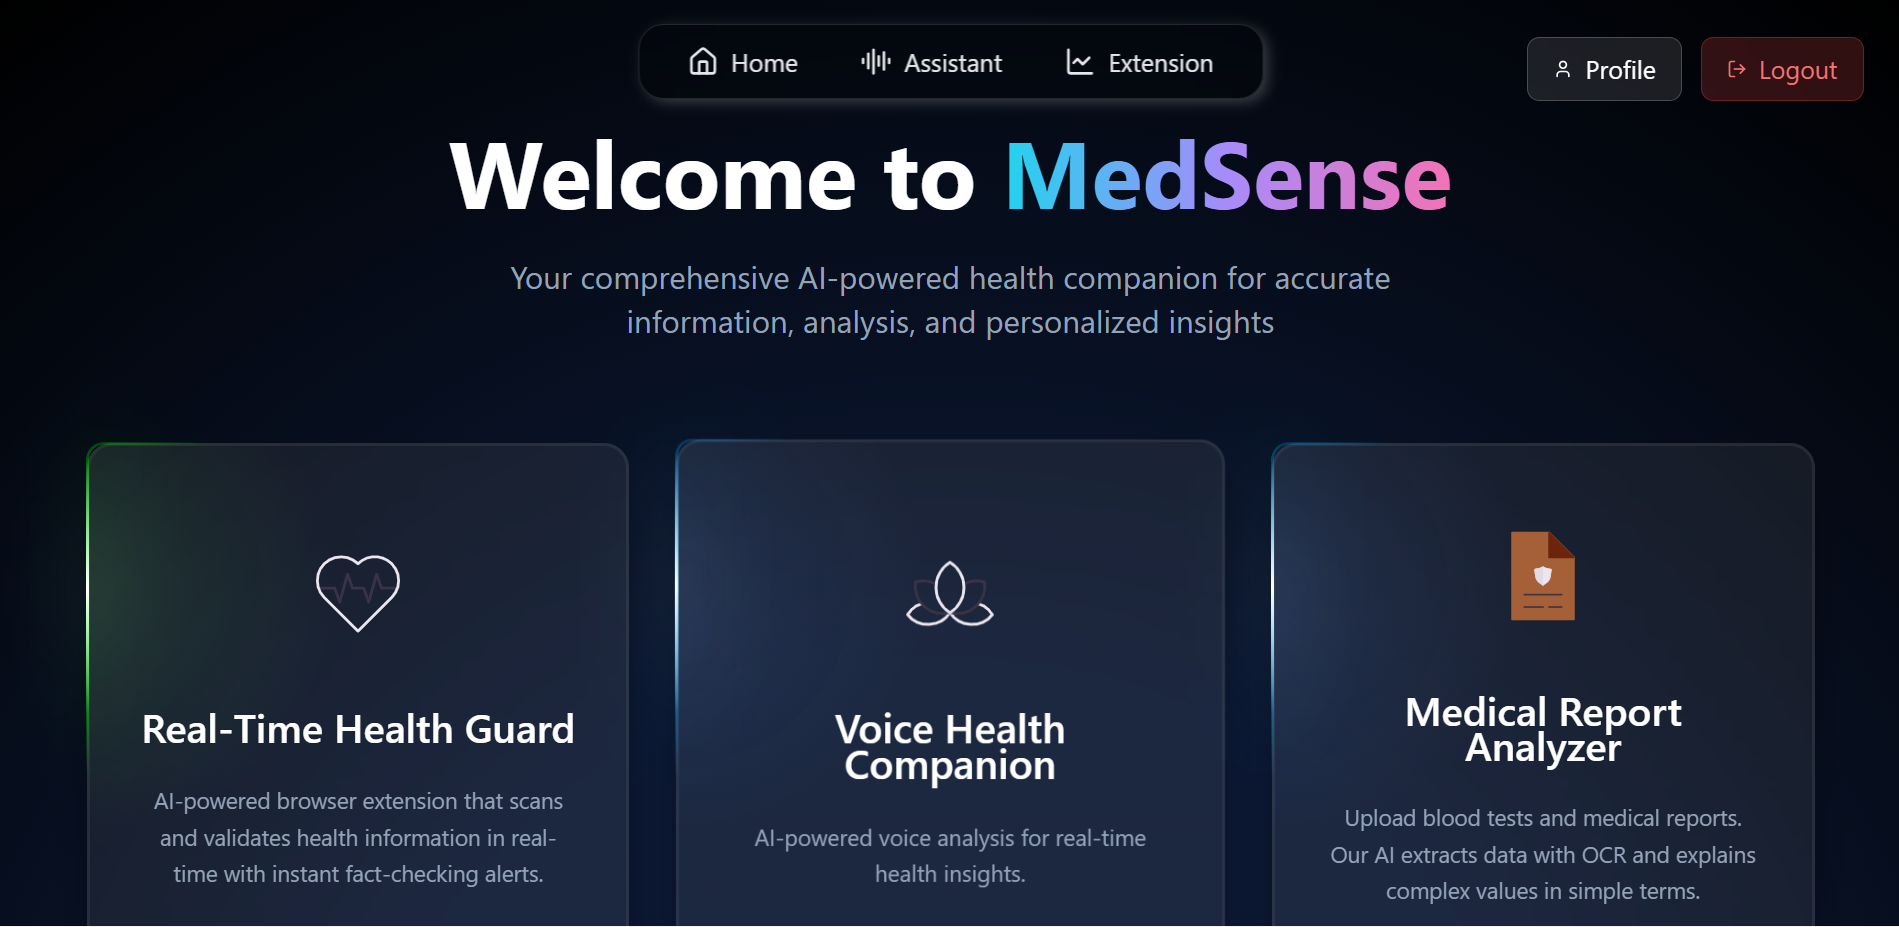 Home
Assistant
Extension
Profile
Logout
Welcome to MedSense
Your comprehensive AI-powered health companion for accurate
information, analysis, and personalized insights
Real-Time Health Guard
AI-powered browser extension that scans
and validates health information in real-
time with instant fact-checking alerts.
Voice Health
Companion
AI-powered voice analysis for real-time
health insights.
Medical Report
Analyzer
Upload blood tests and medical reports.
Our AI extracts data with OCR and explains
complex values in simple terms.